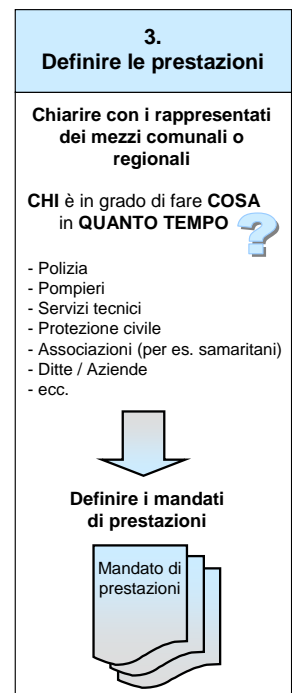 3.
Definire le prestazioni
Chiarire con i rappresentati
dei mezzi comunali o
regionali
CHI è in grado di fare COSA
in QUANTO TEMPO ?
- Polizia
- Pompieri
- Servizi tecnici
- Protezione civile
- Associazioni (per es. samaritani)
- Ditte / Aziende
- ecc.
Definire i mandati
di prestazioni
Mandato di
prestazioni